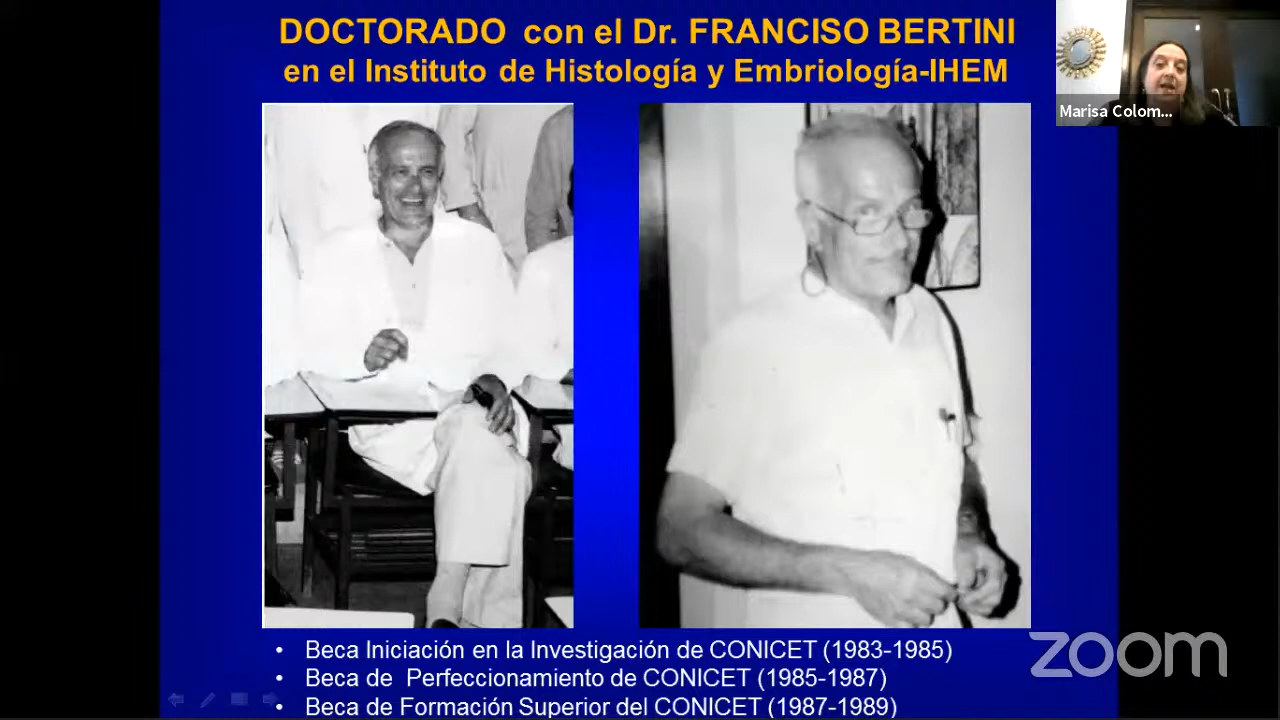 DOCTORADO con el Dr. FRANCISO BERTINI
en el Instituto de Histología y Embriología-IHEM
Marisa Colom...
• Beca Iniciación en la Investigación de CONICET (1983-1985)
• Beca de Perfeccionamiento de CONICET (1985-1987)
• Beca de Formación Superior del CONICET (1987-1989)
zoom